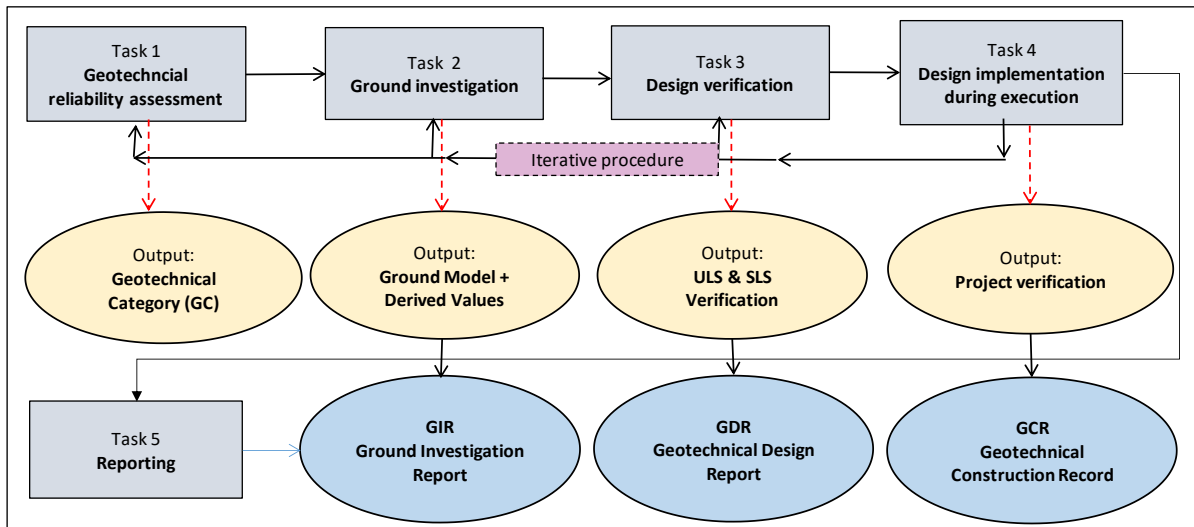 Task 1
Geotechncial
reliability assessment
Task 2
Ground investigation
Task 3
Design verification
Task 4
Design implementation
during execution
Iterative procedure
Output:
Geotechnical
Category (GC)
Output:
Ground Model +
Derived Values
Output:
ULS & SLS
Verification
Output:
Project verification
Task 5
Reporting
GIR
Ground Investigation
Report
GDR
Geotechnical Design
Report
GCR
Geotechnical
Construction Record